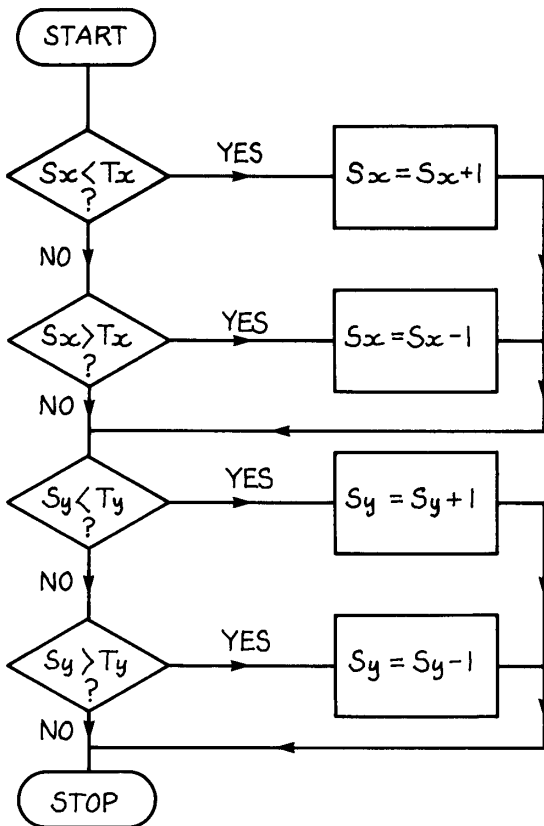 START
Sx<Tx
?
YES
Sx=Sx+1
NO
Sx>Tx
?
YES
Sx=Sx-1
NO
Sy<Ty
?
YES
Sy=Sy+1
NO
Sy>Ty
?
YES
Sy=Sy-1
NO
STOP